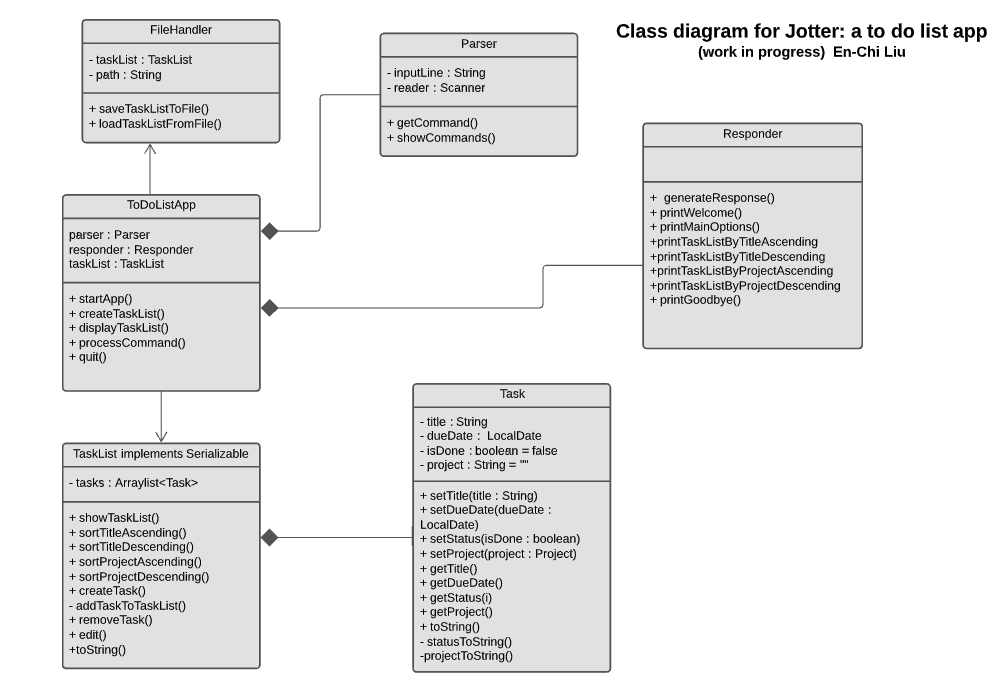 Class diagram for Jotter: a to do list app
(work in progress) En-Chi Liu
FileHandler
- taskList : TaskList
- path : String
+ saveTaskListToFile()
+ loadTaskListFromFile()
Parser
- inputLine : String
- reader : Scanner
+ getCommand()
+ showCommands()
Responder
+ generateResponse()
+ printWelcome()
+ printMainOptions()
+printTaskListByTitleAscending
+printTaskListByTitleDescending
+printTaskListByProjectAscending
+printTaskListByProjectDescending
+ printGoodbye()
ToDoListApp
parser : Parser
responder : Responder
taskList : TaskList
+ startApp()
+ createTaskList()
+ displayTaskList()
+ processCommand()
+ quit()
TaskList implements Serializable
- tasks : Arraylist<Task>
+ showTaskList()
+ sortTitleAscending()
+ sortTitleDescending()
+ sortProjectAscending()
+ sortProjectDescending()
+ createTask()
- addTaskToTaskList()
+ removeTask()
+ edit()
+toString()
Task
- title : String
- dueDate : LocalDate
- isDone : boolean = false
- project : String = ""
+ setTitle(title : String)
+ setDueDate(dueDate :
LocalDate)
+ setStatus(isDone : boolean)
+ setProject(project : Project)
+ getTitle()
+ getDueDate()
+ getStatus(i)
+ getProject()
+ toString()
- statusToString()
-projectToString()